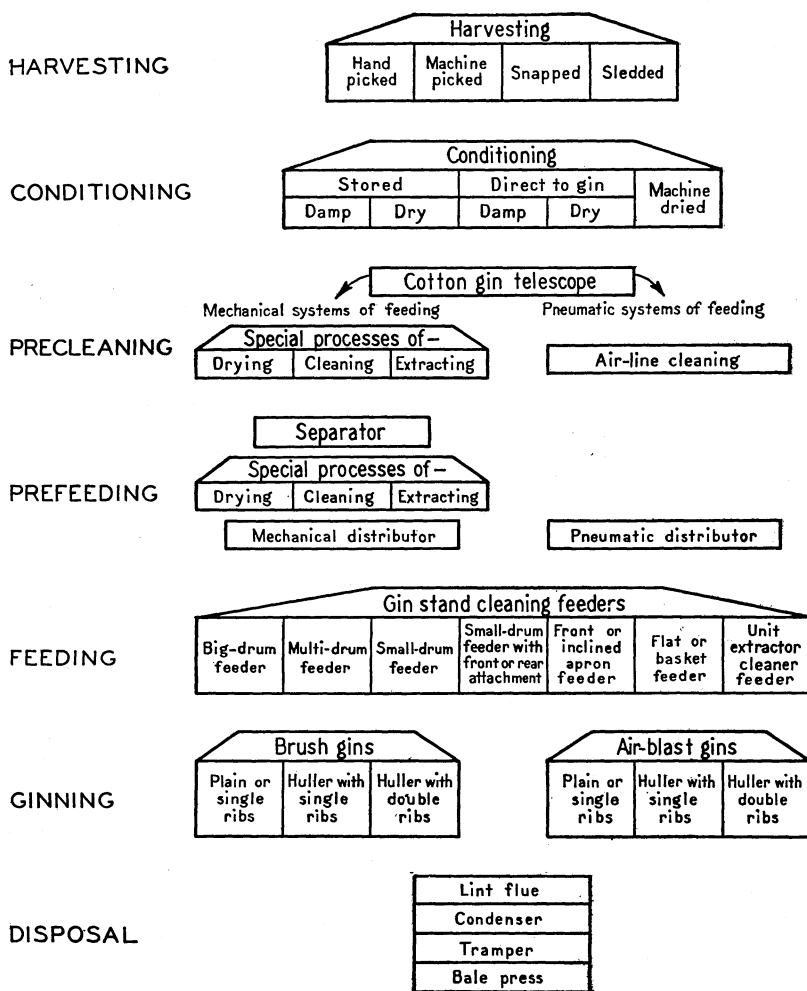 HARVESTING
Harvesting
Hand picked
Machine picked
Snapped
Sledded
CONDITIONING
Conditioning
Stored
Direct to gin
Machine dried
Damp
Dry
Damp
Dry
Cotton gin telescope
Mechanical systems of feeding
Pneumatic systems of feeding
PRECLEANING
Special processes of—
Drying
Cleaning
Extracting
Air-line cleaning
Separator
PREFEEDING
Special processes of—
Drying
Cleaning
Extracting
Mechanical distributor
Pneumatic distributor
FEEDING
Gin stand cleaning feeders
Big-drum
feeder
Multi-drum
feeder
Small-drum
feeder
Small-drum
feeder with
front or rear
attachment
Front or
inclined
apron
feeder
Flat or
basket
feeder
Unit
extractor
cleaner
feeder
GINNING
Brush gins
Plain or
single
ribs
Huller with
single
ribs
Huller with
double
ribs
Air-blast gins
Plain or
single
ribs
Huller with
single
ribs
Huller with
double
ribs
DISPOSAL
Lint flue
Condenser
Tramper
Bale press